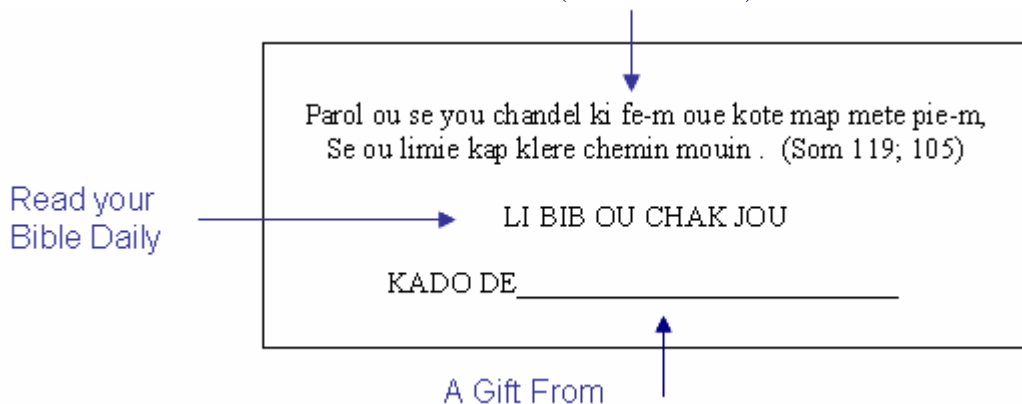 Parol ou se you chandel ki fe-m oue kote map mete pie-m,
Se ou limie kap klere chemin mouin . (Som 119; 105)
Read your
Bible Daily
LI BIB OU CHAK JOU
KADO DE
A Gift From